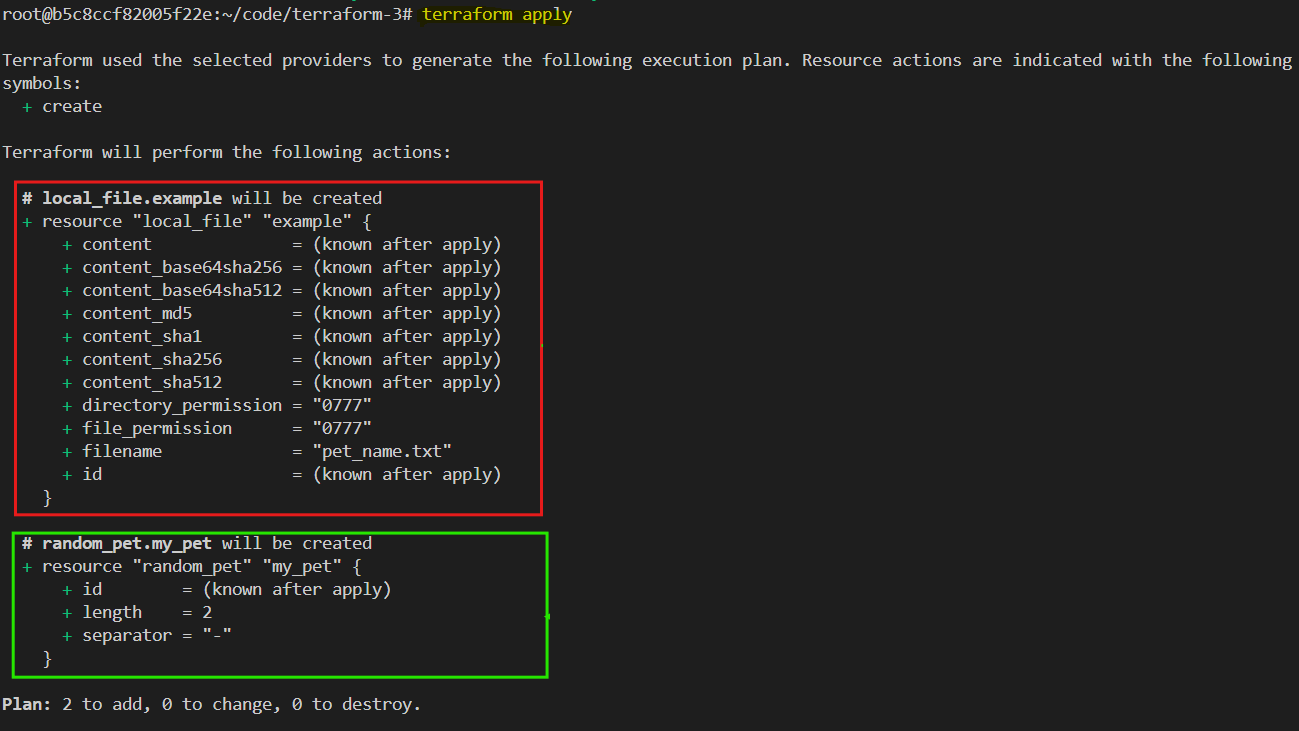 root@b5c8ccf82005f22e:~/code/terraform-3# terraform apply
Terraform used the selected providers to generate the following execution plan. Resource actions are indicated with the following
symbols:
  + create
Terraform will perform the following actions:
  # local_file.example will be created
  + resource "local_file" "example" {
      + content              = (known after apply)
      + content_base64sha256 = (known after apply)
      + content_base64sha512 = (known after apply)
      + content_md5          = (known after apply)
      + content_sha1         = (known after apply)
      + content_sha256       = (known after apply)
      + content_sha512       = (known after apply)
      + directory_permission = "0777"
      + file_permission      = "0777"
      + filename             = "pet_name.txt"
      + id                   = (known after apply)
    }
  # random_pet.my_pet will be created
  + resource "random_pet" "my_pet" {
      + id        = (known after apply)
      + length    = 2
      + separator = "-"
    }
Plan: 2 to add, 0 to change, 0 to destroy.